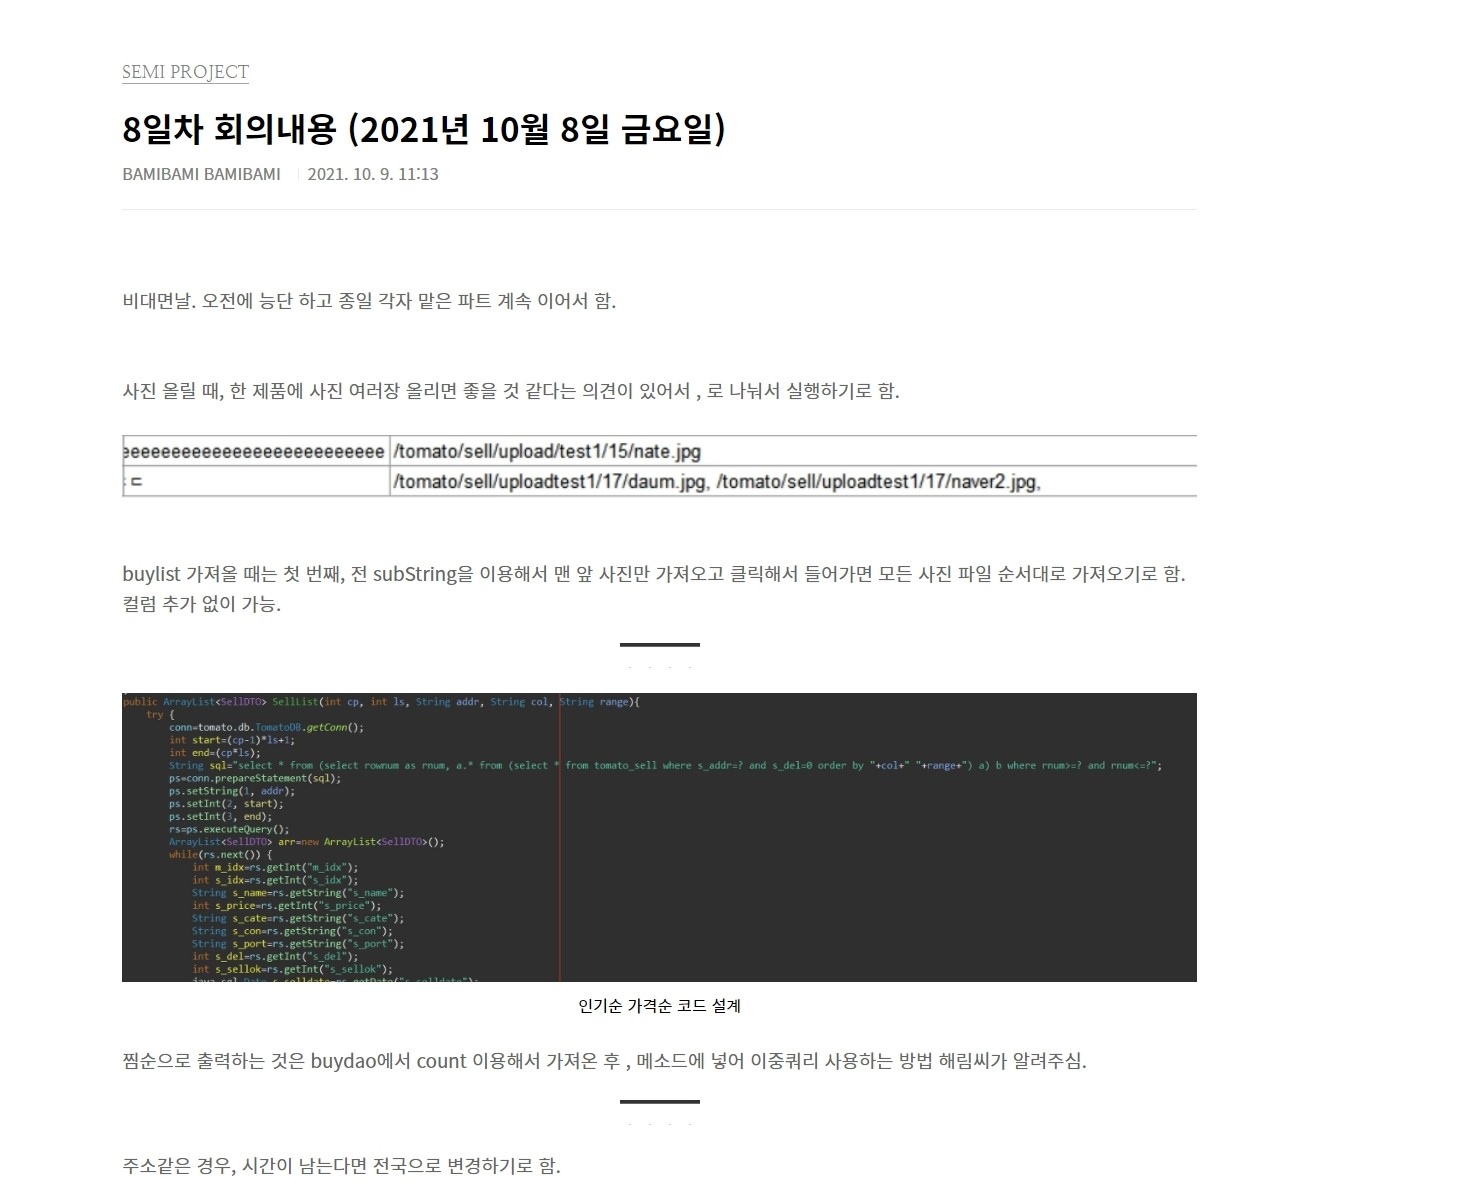 SEMI PROJECT
8일차 회의내용 (2021년 10월 8일 금요일)
BAMIBAMI BAMIBAMI 2021. 10. 9. 11:13
비대면날. 오전에 능단 하고 종일 각자 맡은 파트 계속 이어서 함.
사진 올릴 때, 한 제품에 사진 여러장 올리면 좋을 것 같다는 의견이 있어서 , 로 나눠서 실행하기로 함.
eeeeeeeeeeeeeeeeeeeeeeeeee /tomato/sell/upload/test1/15/nate.jpg
ㄷ /tomato/sell/uploadtest1/17/daum.jpg, /tomato/sell/uploadtest1/17/naver2.jpg,
buylist 가져올 때는 첫 번째, 전 subString을 이용해서 맨 앞 사진만 가져오고 클릭해서 들어가면 모든 사진 파일 순서대로 가져오기로 함.
컬럼 추가 없이 가능.
public ArrayList<SellDTO> SellList(int cp, int ls, String addr, String col, String range){
try {
conn=tomato.db.TomatoDB.getConn();
int start=(cp-1)*ls+1;
int end=(cp*ls);
String sql="select * from (select rownum as rnum, a.* from (select * from tomato_sell where s_addr=? and s_del=0 order by "+col+" "+range+") a) b where rnum>=? and rnum<=?";
ps=conn.prepareStatement(sql);
ps.setString(1, addr);
ps.setInt(2, start);
ps.setInt(3, end);
rs=ps.executeQuery();
ArrayList<SellDTO> arr=new ArrayList<SellDTO>();
while(rs.next()) {
int m_idx=rs.getInt("m_idx");
int s_idx=rs.getInt("s_idx");
String s_name=rs.getString("s_name");
int s_price=rs.getInt("s_price");
String s_cate=rs.getString("s_cate");
String s_con=rs.getString("s_con");
String s_port=rs.getString("s_port");
int s_del=rs.getInt("s_del");
int s_sellok=rs.getInt("s_sellok");
java.sql.Date s_selldate=rs.getDate("s_selldate");
인기순 가격순 코드 설계
찜순으로 출력하는 것은 buydao에서 count 이용해서 가져온 후 , 메소드에 넣어 이중쿼리 사용하는 방법 해림씨가 알려주심.
주소같은 경우, 시간이 남는다면 전국으로 변경하기로 함.